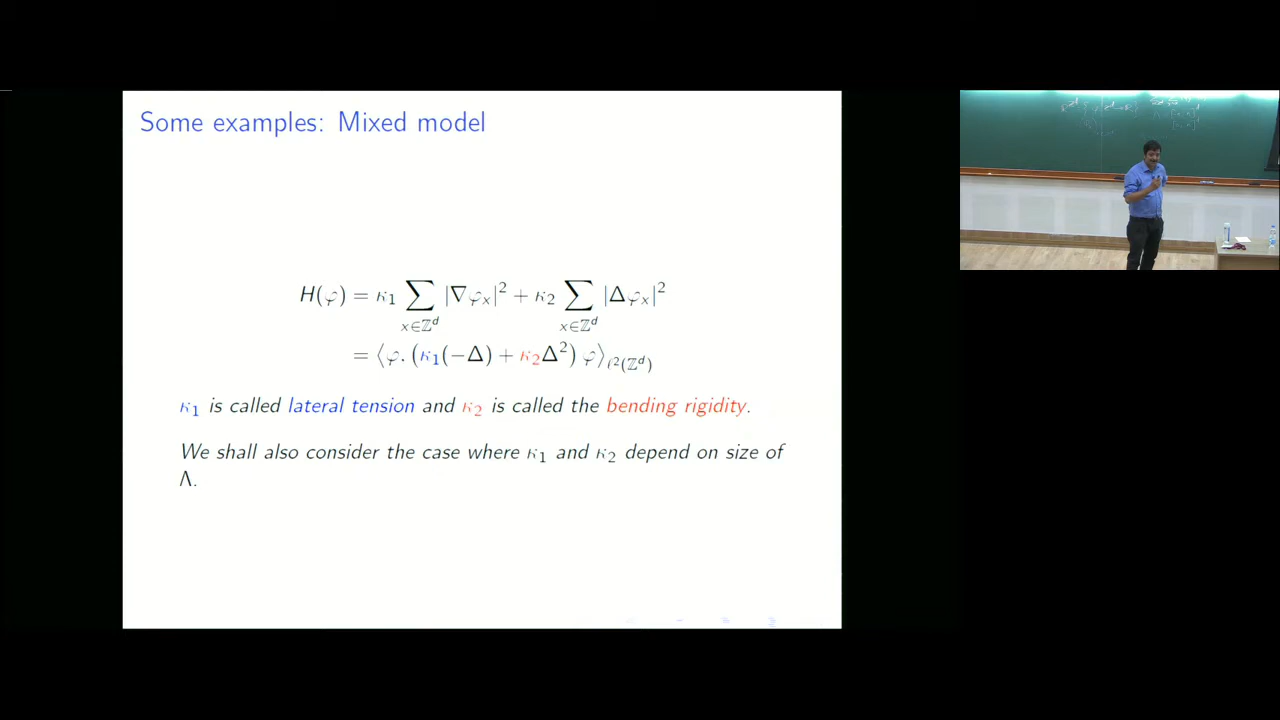 Some examples: Mixed model
H(φ) = κ₁ ∑_{x∈ℤ^d} |∇φ_x|² + κ₂ ∑_{x∈ℤ^d} |Δφ_x|²
= ⟨φ. (κ₁(−Δ) + κ₂Δ²) φ⟩_{ℓ²(ℤ^d)}
κ₁ is called lateral tension and κ₂ is called the bending rigidity.
We shall also consider the case where κ₁ and κ₂ depend on size of
Λ.